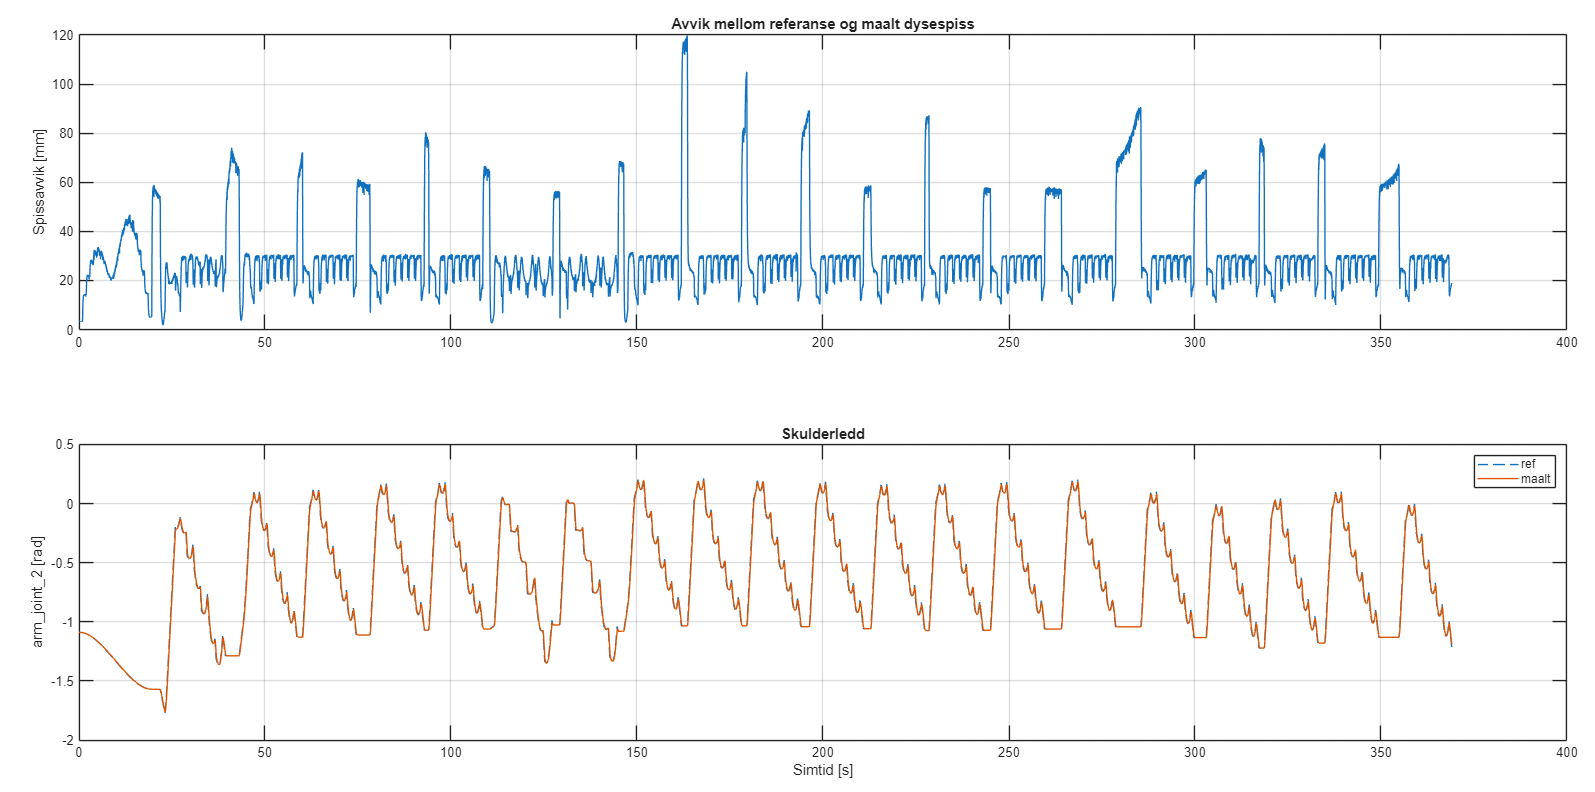 Avvik mellom referanse og maalt dysespiss
Spissavvik [mm]
120
100
80
60
40
20
0
0 50 100 150 200 250 300 350 400
Skulderledd
arm_joint_2 [rad]
0.5
0
-0.5
-1
-1.5
-2
ref
maalt
0 50 100 150 200 250 300 350 400
Simtid [s]